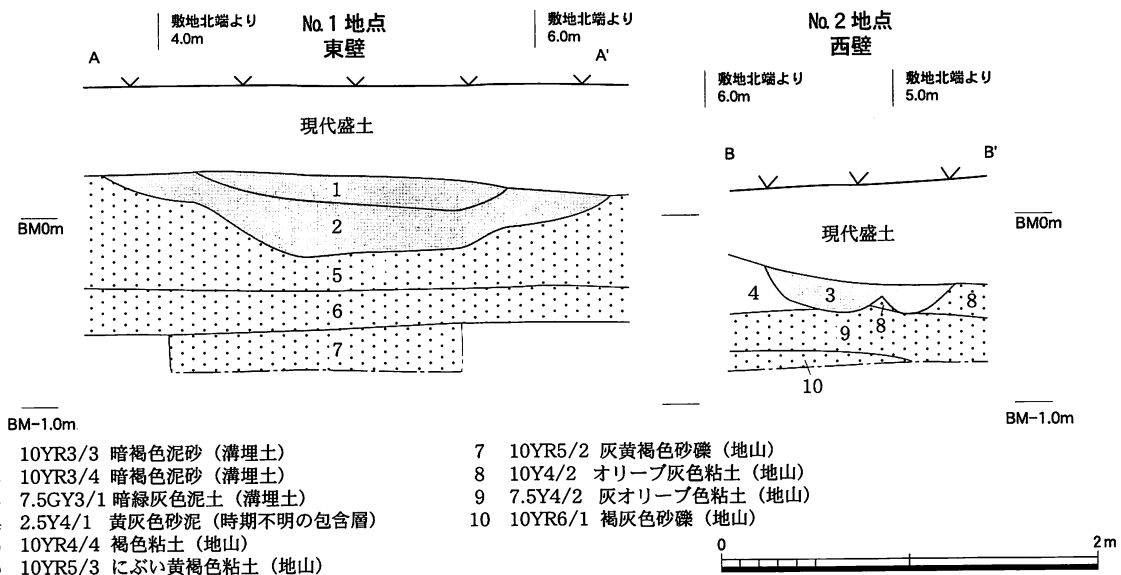 敷地北端より
4.0m
No.1 地点
東壁
敷地北端より
6.0m
A
A'
現代盛土
1
2
5
6
7
BM0m
BM-1.0m
No.2 地点
西壁
敷地北端より
6.0m
敷地北端より
5.0m
B
B'
現代盛土
4
3
8
8
9
10
BM0m
BM-1.0m
10YR3/3 暗褐色泥砂（溝埋土）
10YR3/4 暗褐色泥砂（溝埋土）
7.5GY3/1 暗緑灰色泥土（溝埋土）
2.5Y4/1 黄灰色砂泥（時期不明の包含層）
10YR4/4 褐色粘土（地山）
10YR5/3 にぶい黄褐色粘土（地山）
7 10YR5/2 灰黄褐色砂礫（地山）
8 10Y4/2 オリーブ灰色粘土（地山）
9 7.5Y4/2 灰オリーブ色粘土（地山）
10 10YR6/1 褐灰色砂礫（地山）
0 2m